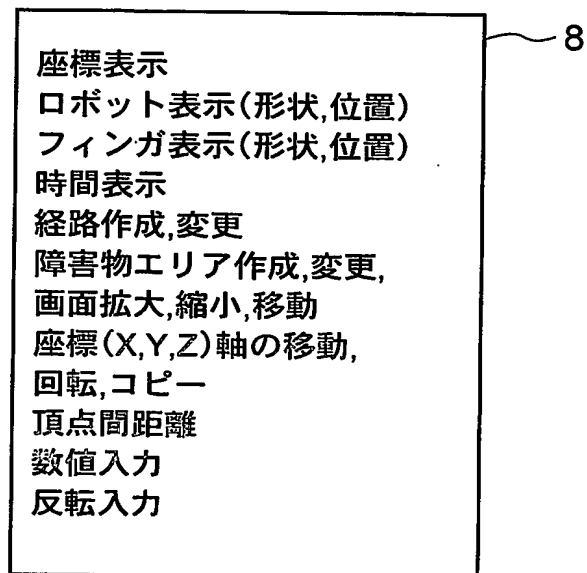 8
座標表示
ロボット表示(形状,位置)
フィンガ表示(形状,位置)
時間表示
経路作成,変更
障害物エリア作成,変更,
画面拡大,縮小,移動
座標(X,Y,Z)軸の移動,
回転,コピー
頂点間距離
数値入力
反転入力